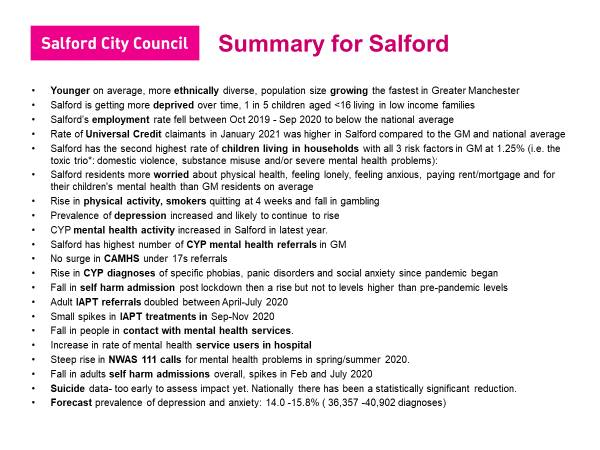 Salford City Council
Summary for Salford
• Younger on average, more ethnically diverse, population size growing the fastest in Greater Manchester
• Salford is getting more deprived over time, 1 in 5 children aged <16 living in low income families
• Salford's employment rate fell between Oct 2019 - Sep 2020 to below the national average
• Rate of Universal Credit claimants in January 2021 was higher in Salford compared to the GM and national average
• Salford has the second highest rate of children living in households with all 3 risk factors in GM at 1.25% (i.e. the
toxic trio": domestic violence, substance misuse and/or severe mental health problems):
• Salford residents more worried about physical health, feeling lonely, feeling anxious, paying rent/mortgage and for
their children's mental health than GM residents on average
• Rise in physical activity, smokers quitting at 4 weeks and fall in gambling
• Prevalence of depression increased and likely to continue to rise
• CYP mental health activity increased in Salford in latest year.
• Salford has highest number of CYP mental health referrals in GM
• No surge in CAMHS under 17s referrals
• Rise in CYP diagnoses of specific phobias, panic disorders and social anxiety since pandemic began
• Fall in self harm admission post lockdown then a rise but not to levels higher than pre-pandemic levels
• Adult IAPT referrals doubled between April-July 2020
• Small spikes in IAPT treatments in Sep-Nov 2020
• Fall in people in contact with mental health services.
• Increase in rate of mental health service users in hospital
• Steep rise in NWAS 111 calls for mental health problems in spring/summer 2020.
• Fall in adults self harm admissions overall, spikes in Feb and July 2020
• Suicide data- too early to assess impact yet. Nationally there has been a statistically significant reduction.
• Forecast prevalence of depression and anxiety: 14.0 -15.8% ( 36,357 -40,902 diagnoses)